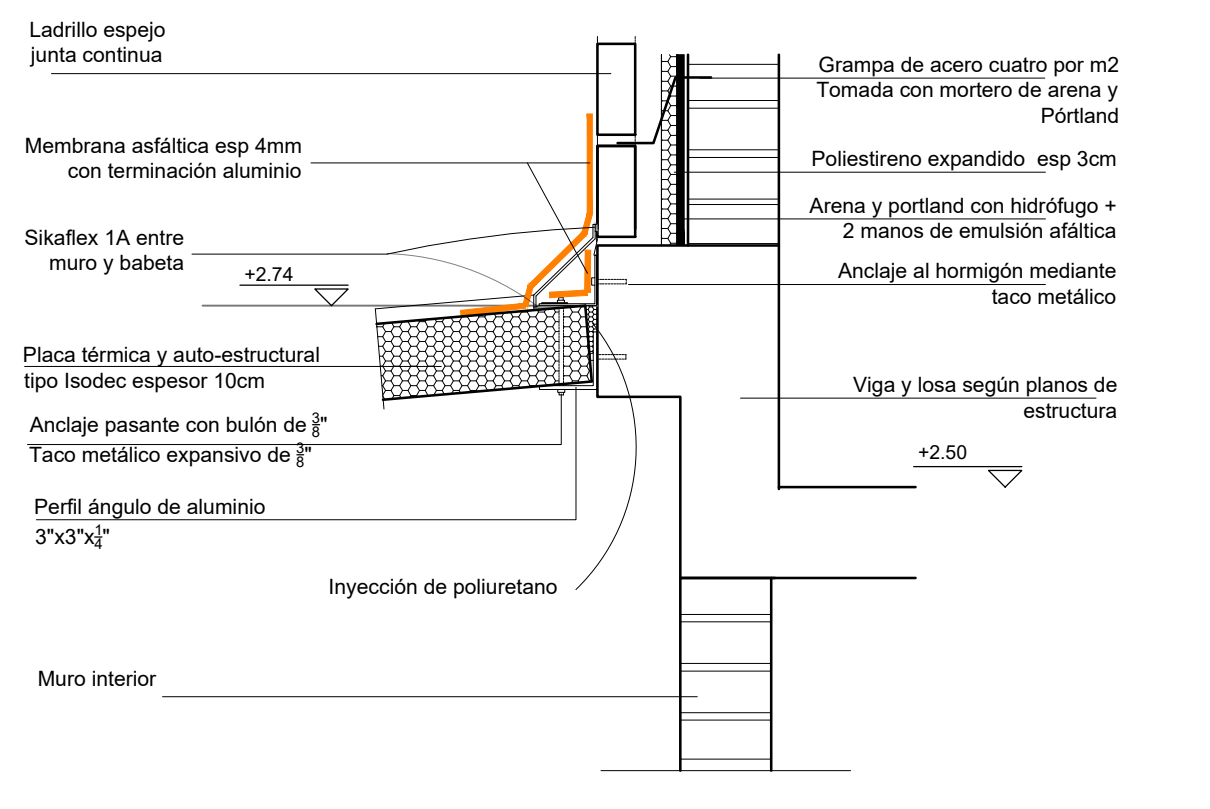 Ladrillo espejo
junta continua
Membrana asfáltica esp 4mm
con terminación aluminio
Sikaflex 1A entre
muro y babeta
+2.74
Placa térmica y auto-estructural
tipo Isodec espesor 10cm
Anclaje pasante con bulón de 3/8"
Taco metálico expansivo de 3/8"
Perfil ángulo de aluminio
3"x3"x1/4"
Inyección de poliuretano
Muro interior
Grampa de acero cuatro por m2
Tomada con mortero de arena y
Pórtland
Poliestireno expandido esp 3cm
Arena y portland con hidrófugo +
2 manos de emulsión afáltica
Anclaje al hormigón mediante
taco metálico
Viga y losa según planos de
estructura
+2.50